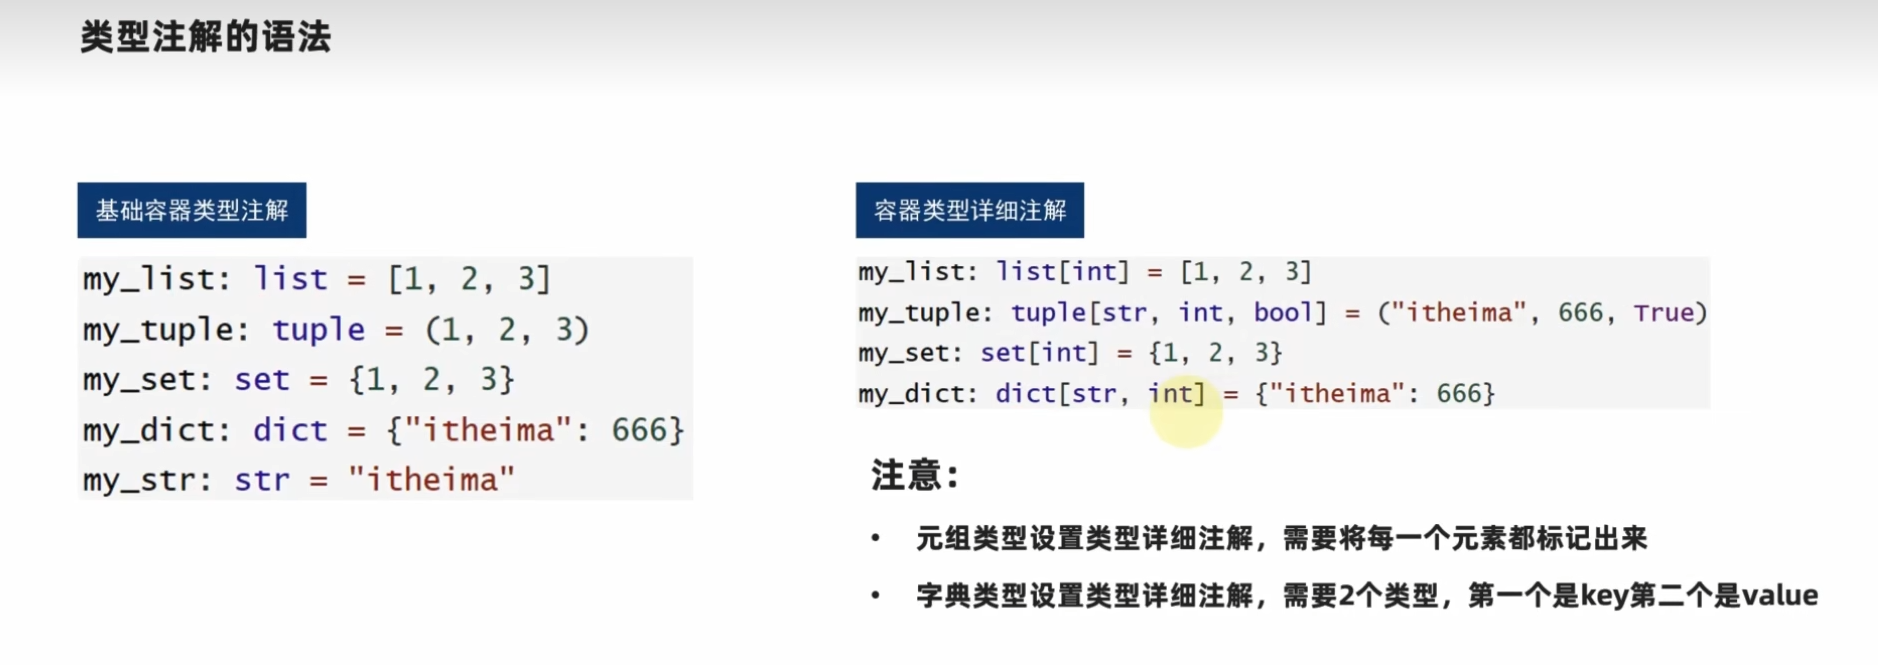 类型注解的语法
基础容器类型注解
my_list: list = [1, 2, 3]
my_tuple: tuple = (1, 2, 3)
my_set: set = {1, 2, 3}
my_dict: dict = {"itheima": 666}
my_str: str = "itheima"
容器类型详细注解
my_list: list[int] = [1, 2, 3]
my_tuple: tuple[str, int, bool] = ("itheima", 666, True)
my_set: set[int] = {1, 2, 3}
my_dict: dict[str, int] = {"itheima": 666}
注意：
• 元组类型设置类型详细注解，需要将每一个元素都标记出来
• 字典类型设置类型详细注解，需要2个类型，第一个是key第二个是value